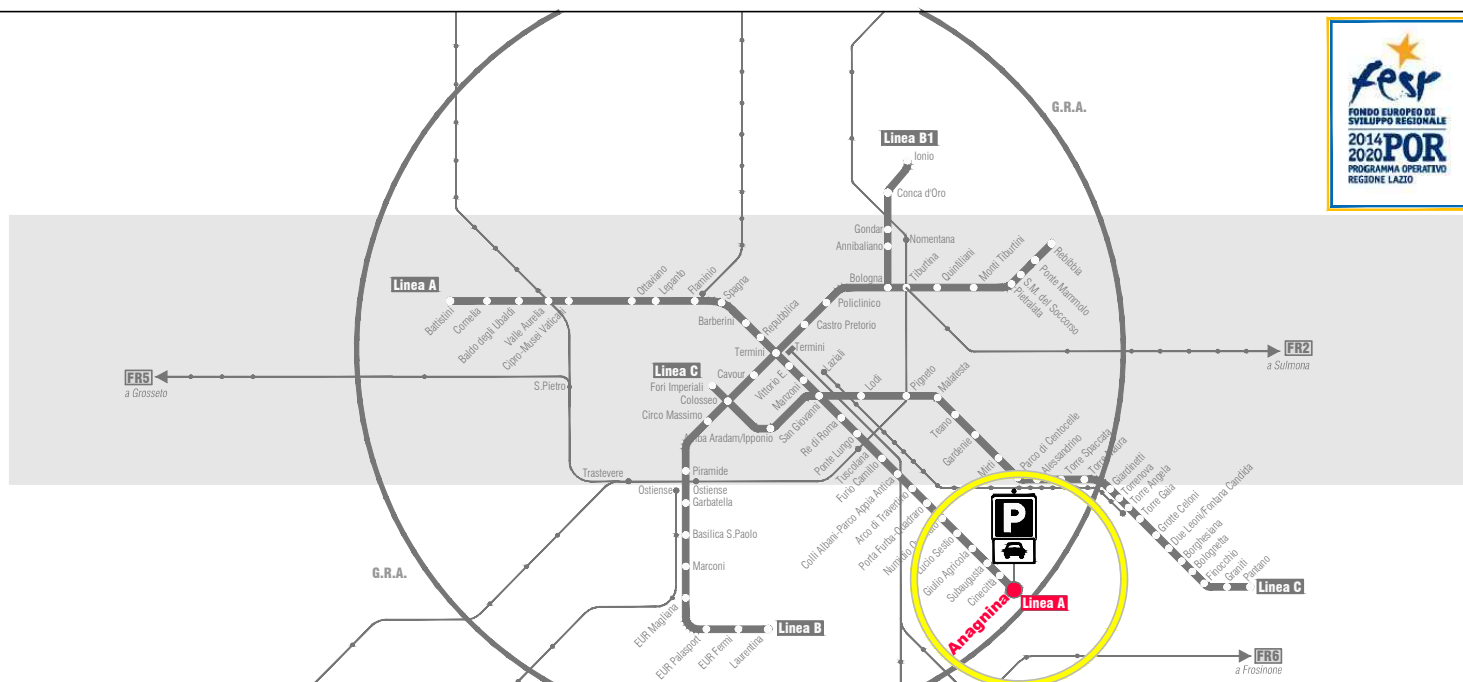 fesr
FONDO EUROPEO DI
SVILUPPO REGIONALE
2014
2020 POR
PROGRAMMA OPERATIVO
REGIONE LAZIO
G.R.A.
Linea B1
Ionio
Conca d'Oro
Gondar
Annibaliano
Nomentana
Bologna
Tiburtina
Quintiliani
Monti Tiburtini
Rebibbia
Ponte Mammolo
S.M. del Soccorso
Pietralata
Linea A
Battistini
Cornelia
Baldo degli Ubaldi
Valle Aurelia
Cipro-Musei Vaticani
Ottaviano
Lepanto
Flaminio
Spagna
Barberini
Repubblica
Policlinico
Castro Pretorio
Termini
Termini
Laziali
FR2
a Sulmona
FR5
a Grosseto
S.Pietro
Linea C
Fori Imperiali
Colosseo
Cavour
Vittorio E.
Manzoni
San Giovanni
Lodi
Pigneto
Malatesta
Circo Massimo
Amba Aradam/Ipponio
Re di Roma
Ponte Lungo
Tuscolana
Furio Camillo
Colli Albani-Parco Appia Antica
Arco di Travertino
Porta Furba-Quadraro
Lucio Sestio
Giulio Agricola
Subaugusta
Cinecittà
Anagnina
Linea A
P
Teano
Gardenie
Mirti
Parco di Centocelle
Alessandrino
Torre Spaccata
Torre Maura
Giardinetti
Torrenova
Torre Angela
Torre Gaia
Grotte Celoni
Due Leoni/Fontana Candida
Borghesiana
Bolognetta
Finocchio
Graniti
Pantano
Linea C
Trastevere
Ostiense
Piramide
Ostiense
Garbatella
Basilica S.Paolo
Marconi
EUR Magliana
EUR Palasport
EUR Fermi
Laurentina
Linea B
G.R.A.
FR6
a Frosinone